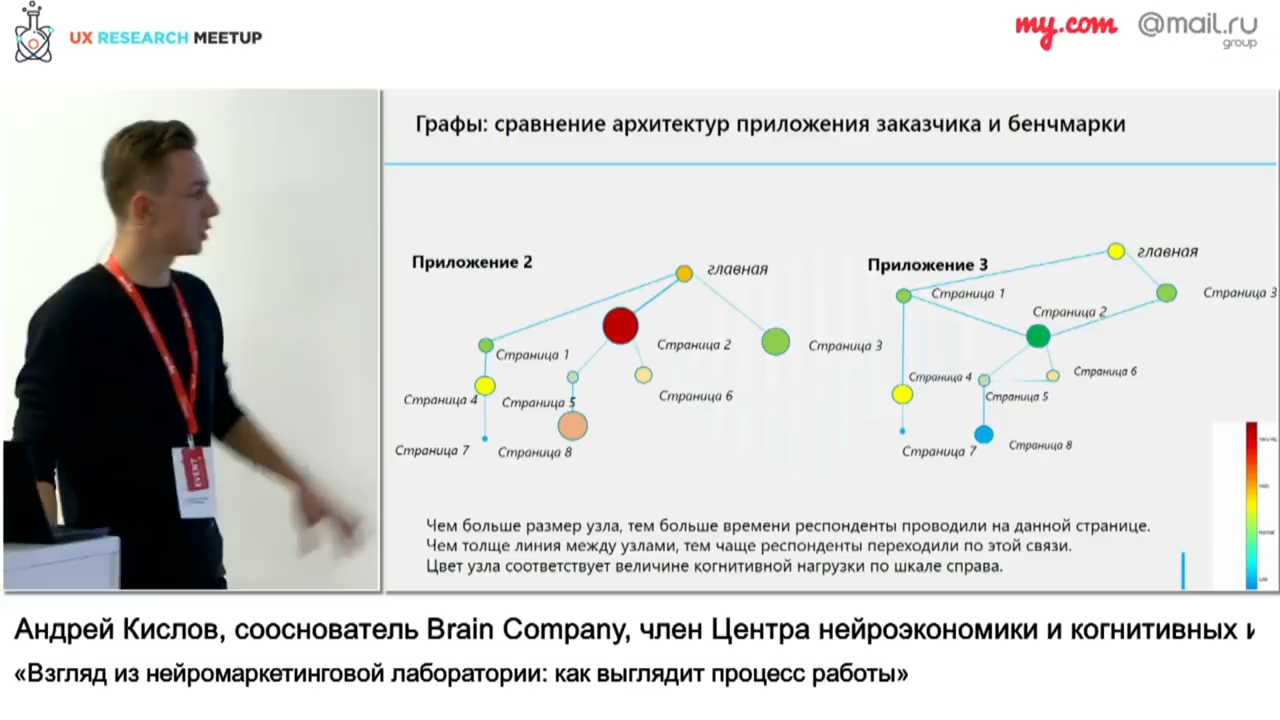 UX RESEARCH MEETUP
my.com @mail.ru
group
Графы: сравнение архитектур приложения заказчика и бенчмарки
Приложение 2
главная
Страница 1
Страница 2
Страница 3
Страница 4
Страница 5
Страница 6
Страница 7
Страница 8
Приложение 3
главная
Страница 1
Страница 3
Страница 2
Страница 4
Страница 6
Страница 5
Страница 7
Страница 8
Чем больше размер узла, тем больше времени респонденты проводили на данной странице.
Чем толще линия между узлами, тем чаще респонденты переходили по этой связи.
Цвет узла соответствует величине когнитивной нагрузки по шкале справа.
EVENT
Андрей Кислов, сооснователь Brain Company, член Центра нейроэкономики и когнитивных и
«Взгляд из нейромаркетинговой лаборатории: как выглядит процесс работы»